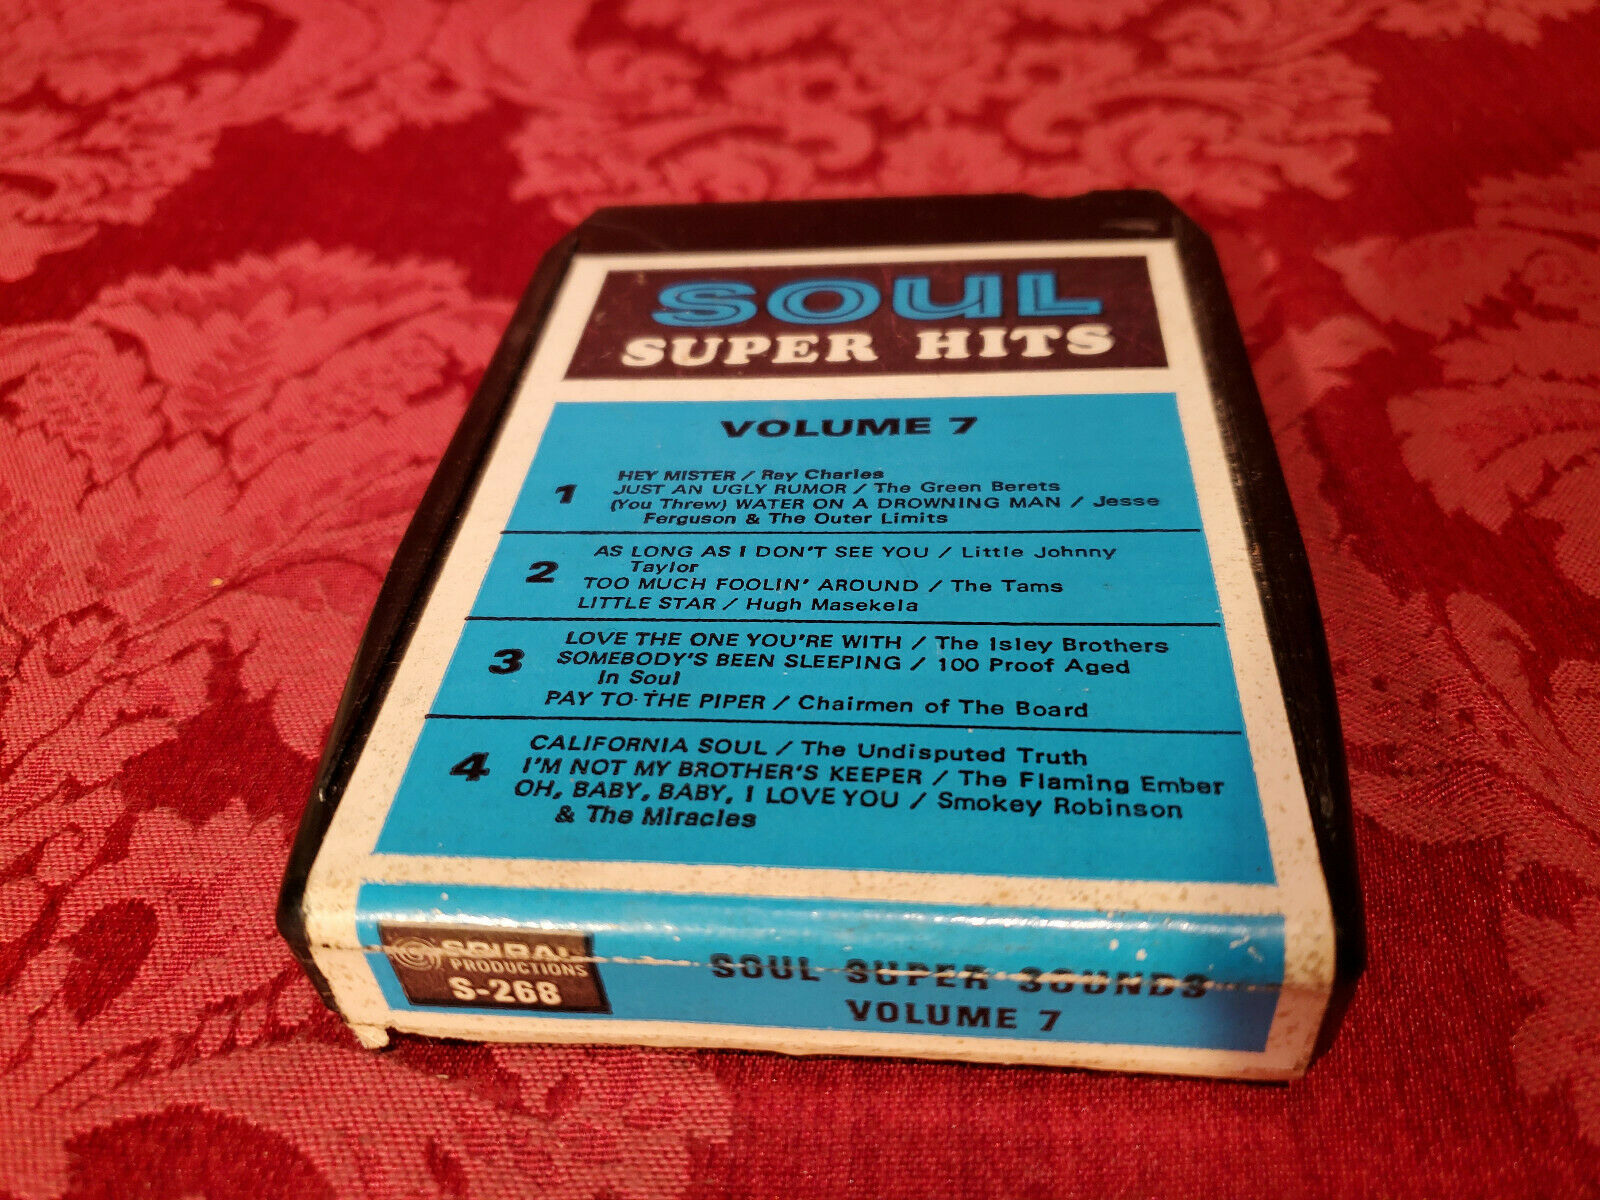 SOUL
SUPER HITS
VOLUME 7
1
HEY MISTER / Ray Charles
JUST AN UGLY RUMOR / The Green Berets
(You Threw) WATER ON A DROWNING MAN / Jesse
Ferguson & The Outer Limits
2
AS LONG AS I DON'T SEE YOU / Little Johnny
Taylor
TOO MUCH FOOLIN' AROUND / The Tams
LITTLE STAR / Hugh Masekela
3
LOVE THE ONE YOU'RE WITH / The Isley Brothers
SOMEBODY'S BEEN SLEEPING / 100 Proof Aged
In Soul
PAY TO THE PIPER / Chairmen of The Board
4
CALIFORNIA SOUL / The Undisputed Truth
I'M NOT MY BROTHER'S KEEPER / The Flaming Ember
OH, BABY, BABY, I LOVE YOU / Smokey Robinson
& The Miracles
SPIRAL
PRODUCTIONS
S-268
SOUL SUPER SOUNDS
VOLUME 7